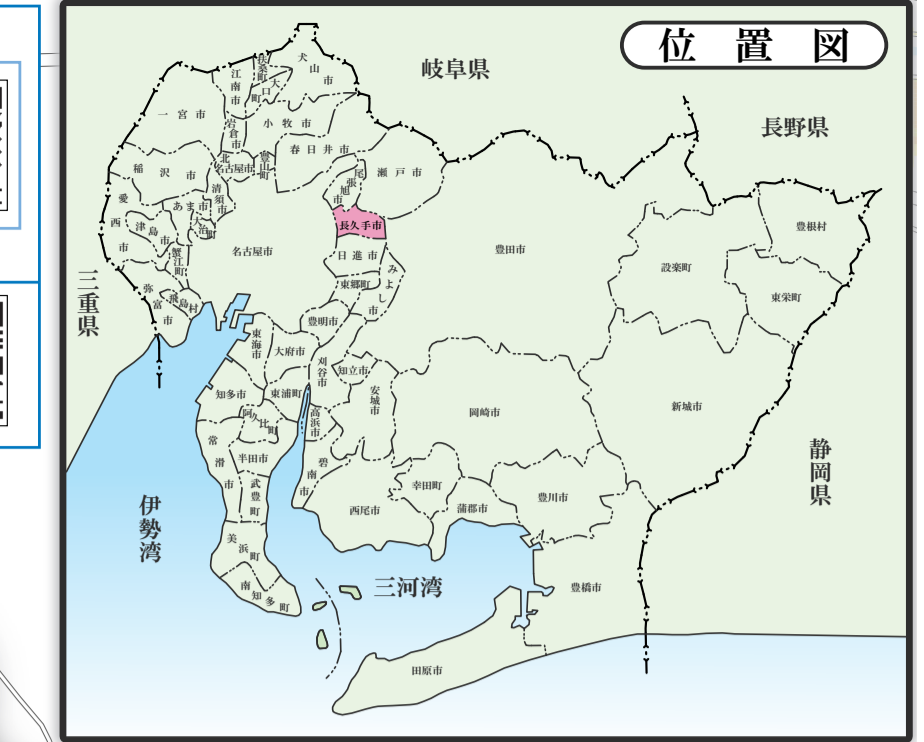 位置図
岐阜県
長野県
三重県
静岡県
伊勢湾
三河湾
犬山市
扶桑町
大口町
江南市
一宮市
岩倉市
小牧市
春日井市
北名古屋市
豊山町
稲沢市
清須市
あま市
大治町
愛西市
津島市
蟹江町
弥富市
飛島村
名古屋市
尾張旭市
瀬戸市
長久手市
日進市
東郷町
みよし市
豊明市
豊田市
設楽町
豊根村
東栄町
新城市
東海市
大府市
刈谷市
知立市
安城市
岡崎市
知多市
東浦町
阿久比町
高浜市
常滑市
半田市
碧南市
武豊町
西尾市
幸田町
蒲郡市
豊川市
美浜町
南知多町
豊橋市
田原市